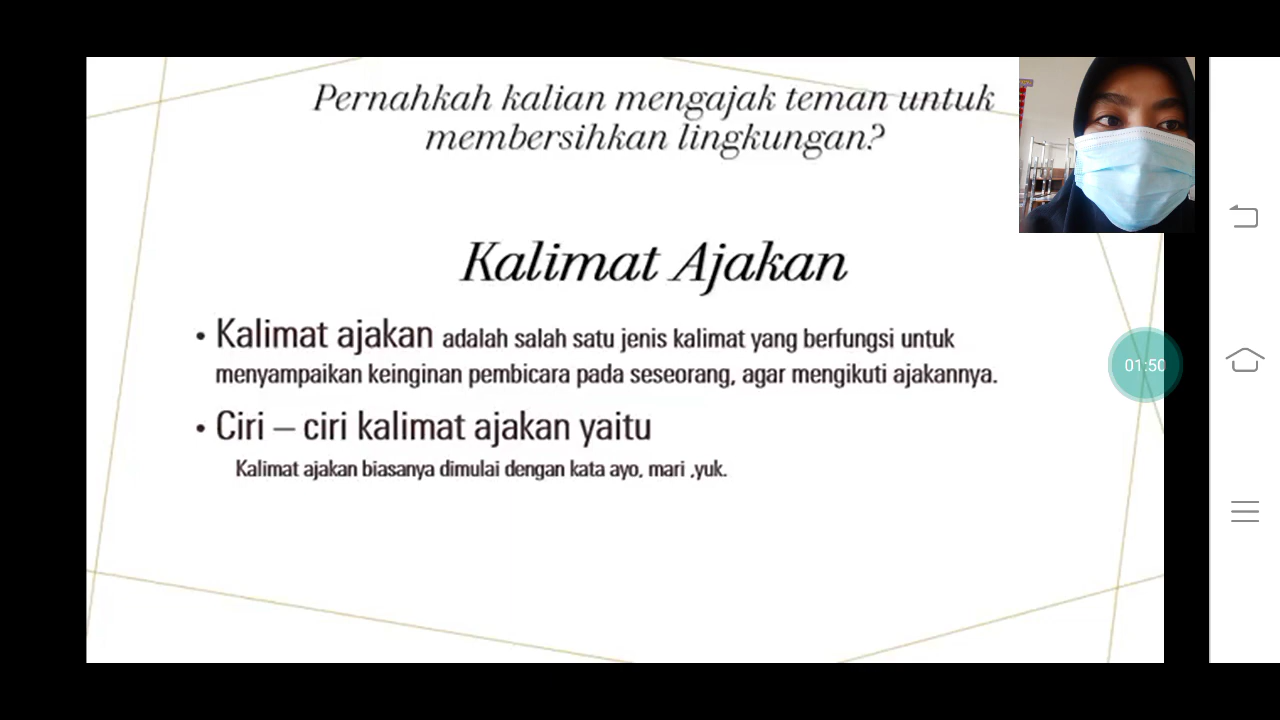 Pernahkah kalian mengajak teman untuk
membersihkan lingkungan?
Kalimat Ajakan
• Kalimat ajakan adalah salah satu jenis kalimat yang berfungsi untuk
menyampaikan keinginan pembicara pada seseorang, agar mengikuti ajakannya.
• Ciri – ciri kalimat ajakan yaitu
Kalimat ajakan biasanya dimulai dengan kata ayo, mari ,yuk.
01:50